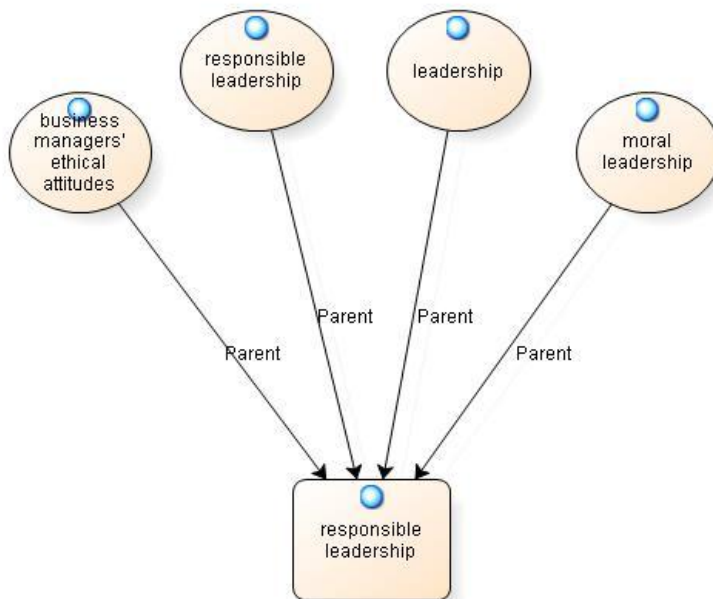 business
managers'
ethical
attitudes
responsible
leadership
leadership
moral
leadership
Parent
Parent
Parent
Parent
responsible
leadership